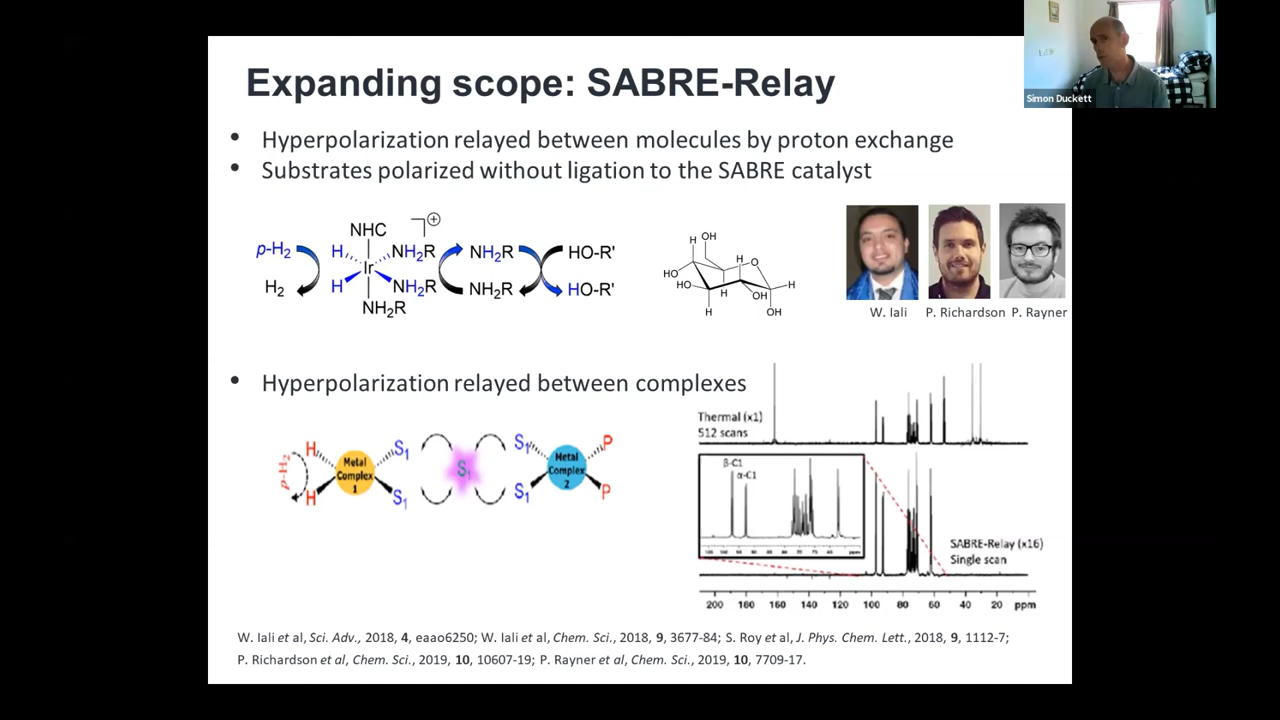 Expanding scope: SABRE-Relay
Simon Duckett
• Hyperpolarization relayed between molecules by proton exchange
• Substrates polarized without ligation to the SABRE catalyst
NHC
+
p-H2
H
NH2R
NH2R
HO-R'
Ir
H2
H
NH2R
NH2R
HO-R'
NH2R
H
OH
HO
H
O
HO
H
H
OH
H
OH
W. Iali
P. Richardson
P. Rayner
• Hyperpolarization relayed between complexes
p-H2
H
H
Metal
Complex
1
S1
S1
S1
S1
S1
Metal
Complex
2
P
P
Thermal (x1)
512 scans
β-C1
α-C1
SABRE-Relay (x16)
Single scan
200 180 160 140 120 100 80 60 40 20 ppm
W. Iali et al, Sci. Adv., 2018, 4, eaao6250; W. Iali et al, Chem. Sci., 2018, 9, 3677-84; S. Roy et al, J. Phys. Chem. Lett., 2018, 9, 1112-7;
P. Richardson et al, Chem. Sci., 2019, 10, 10607-19; P. Rayner et al, Chem. Sci., 2019, 10, 7709-17.